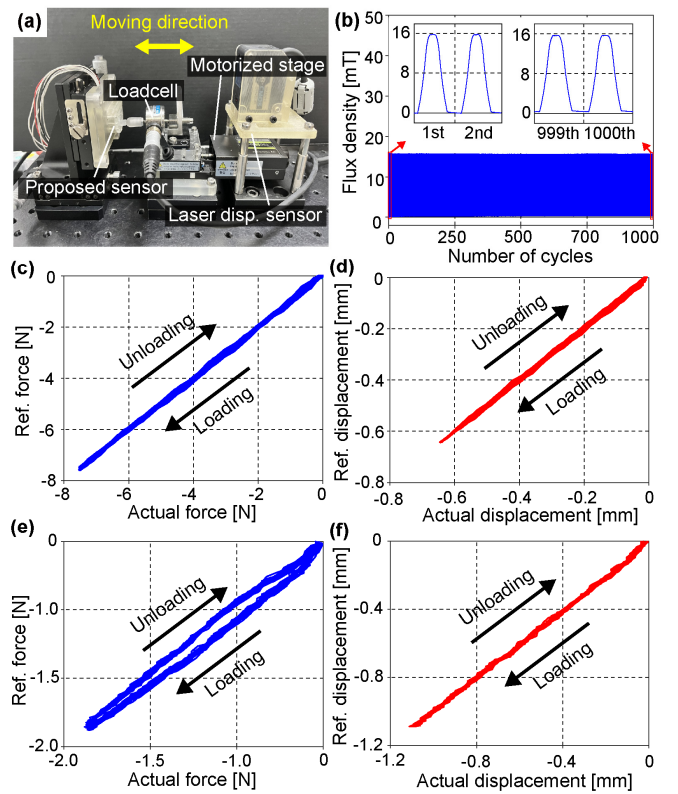 (a)
Moving direction
Motorized stage
Loadcell
Proposed sensor
Laser disp. sensor
(b)
Flux density [mT]
50
40
30
20
10
0
16
8
0
1st 2nd
16
8
0
999th 1000th
0 250 500 750 1000
Number of cycles
(c)
Ref. force [N]
0
-2
-4
-6
-8
Unloading
Loading
-8 -6 -4 -2 0
Actual force [N]
(d)
Ref. displacement [mm]
0
-0.2
-0.4
-0.6
-0.8
Unloading
Loading
-0.8 -0.6 -0.4 -0.2 0
Actual displacement [mm]
(e)
Ref. force [N]
0
-1.0
-1.5
-2.0
Unloading
Loading
-2.0 -1.5 -1.0 0
Actual force [N]
(f)
Ref. displacement [mm]
0
-0.4
-0.8
-1.2
Unloading
Loading
-1.2 -0.8 -0.4 0
Actual displacement [mm]